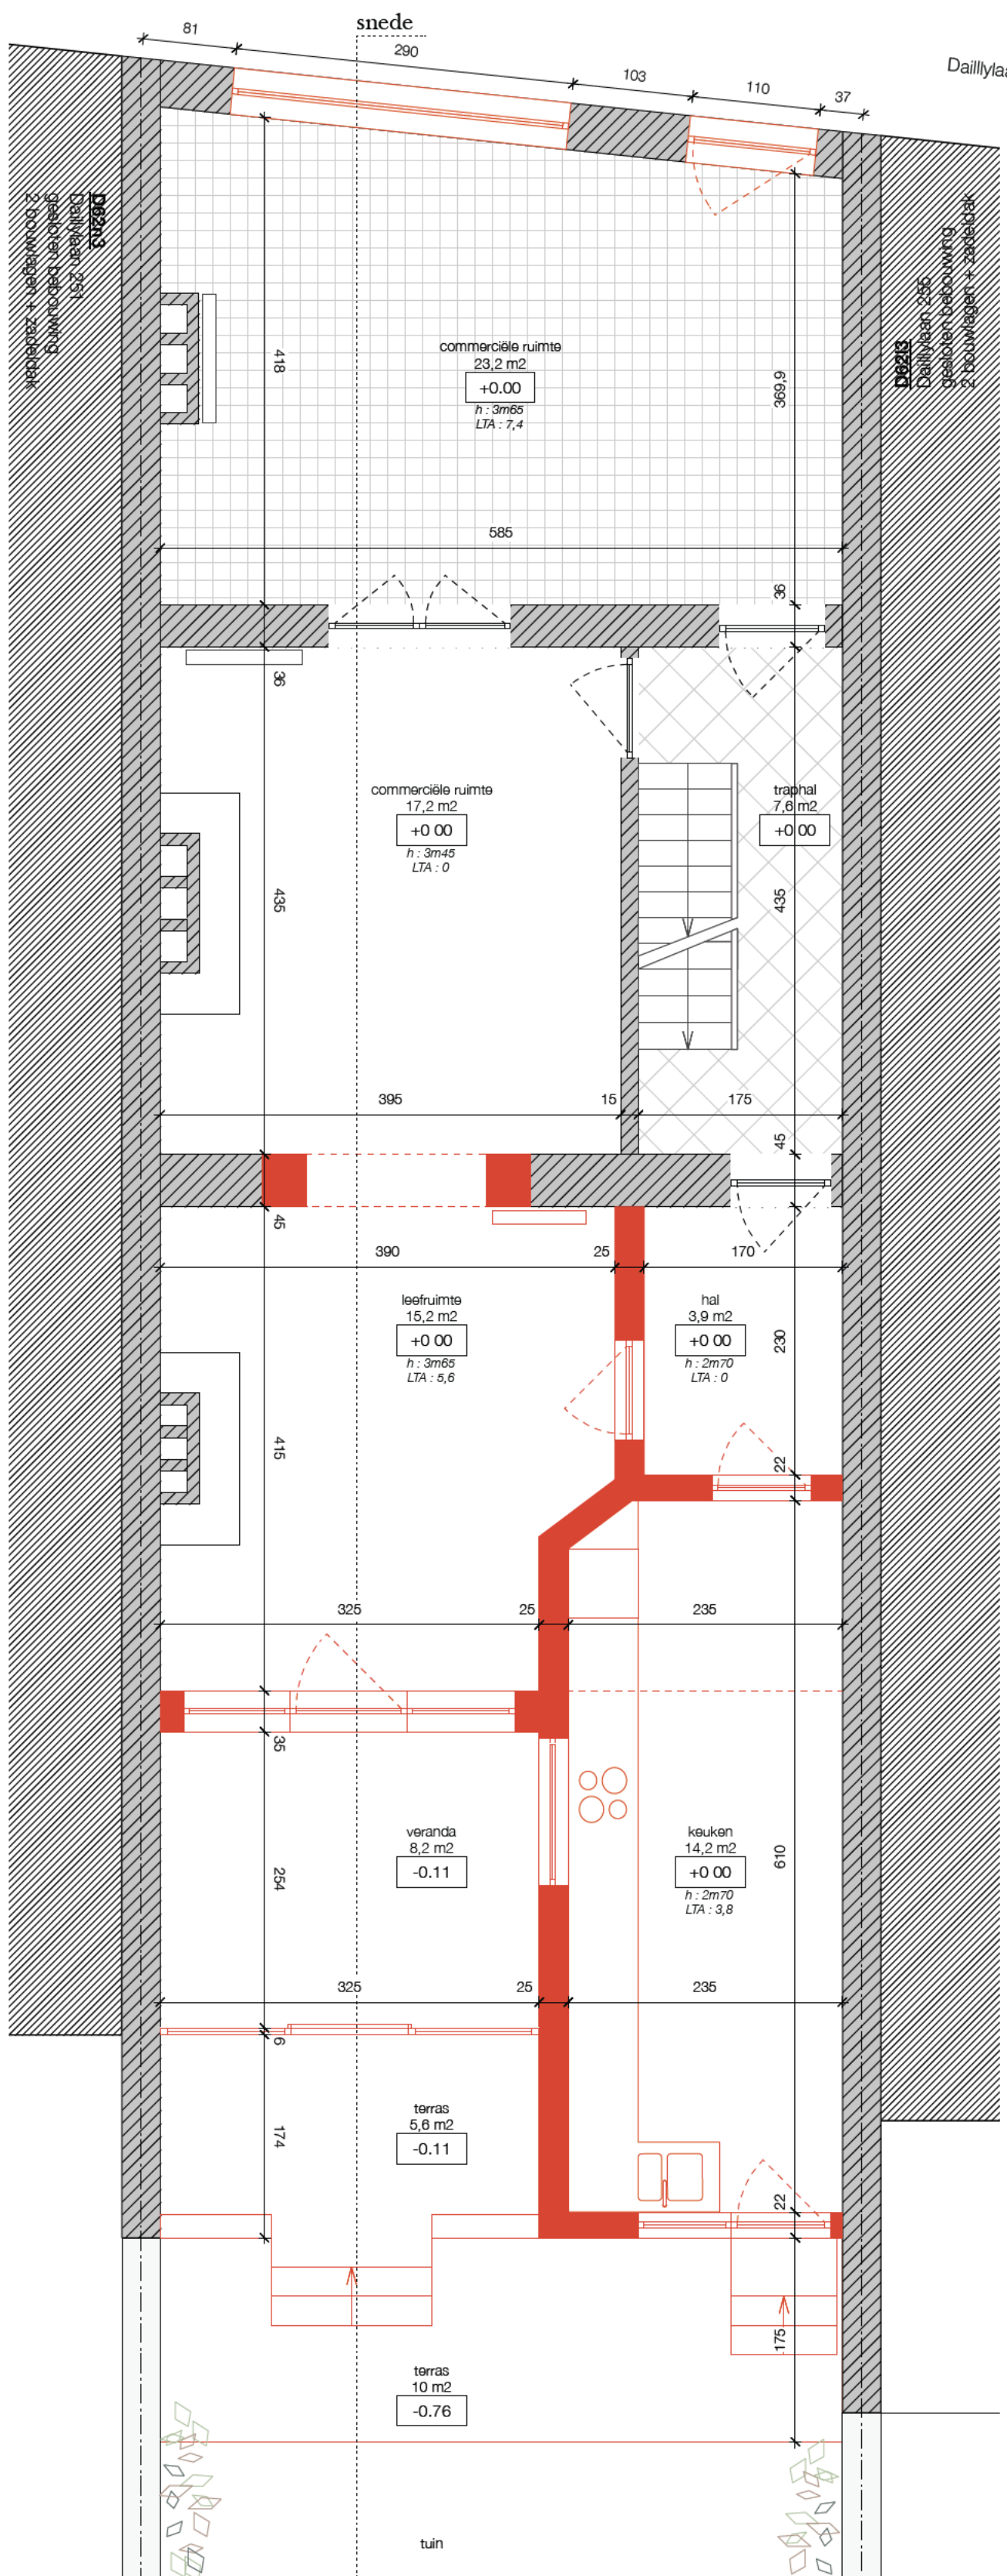 snede
81
290
103
110
37
Dailllyla
D62n3
Daillylaan 251
gesloten bebouwing
2 bouwlagen + zadeldak
D62l3
Daillylaan 255
gesloten bebouwing
2 bouwlagen + zadeldak
commerciële ruimte
23,2 m2
+0.00
h : 3m65
LTA : 7,4
418
369,9
585
36
36
commerciële ruimte
17,2 m2
+0 00
h : 3m45
LTA : 0
traphal
7,6 m2
+0.00
435
435
395
15
175
45
45
390
25
170
leefruimte
15,2 m2
+0 00
h : 3m65
LTA : 5,6
hal
3,9 m2
+0 00
h : 2m70
LTA : 0
230
415
22
325
25
235
35
veranda
8,2 m2
-0.11
keuken
14,2 m2
+0 00
h : 2m70
LTA : 3,8
254
610
325
25
235
6
terras
5,6 m2
-0.11
174
22
175
terras
10 m2
-0.76
tuin